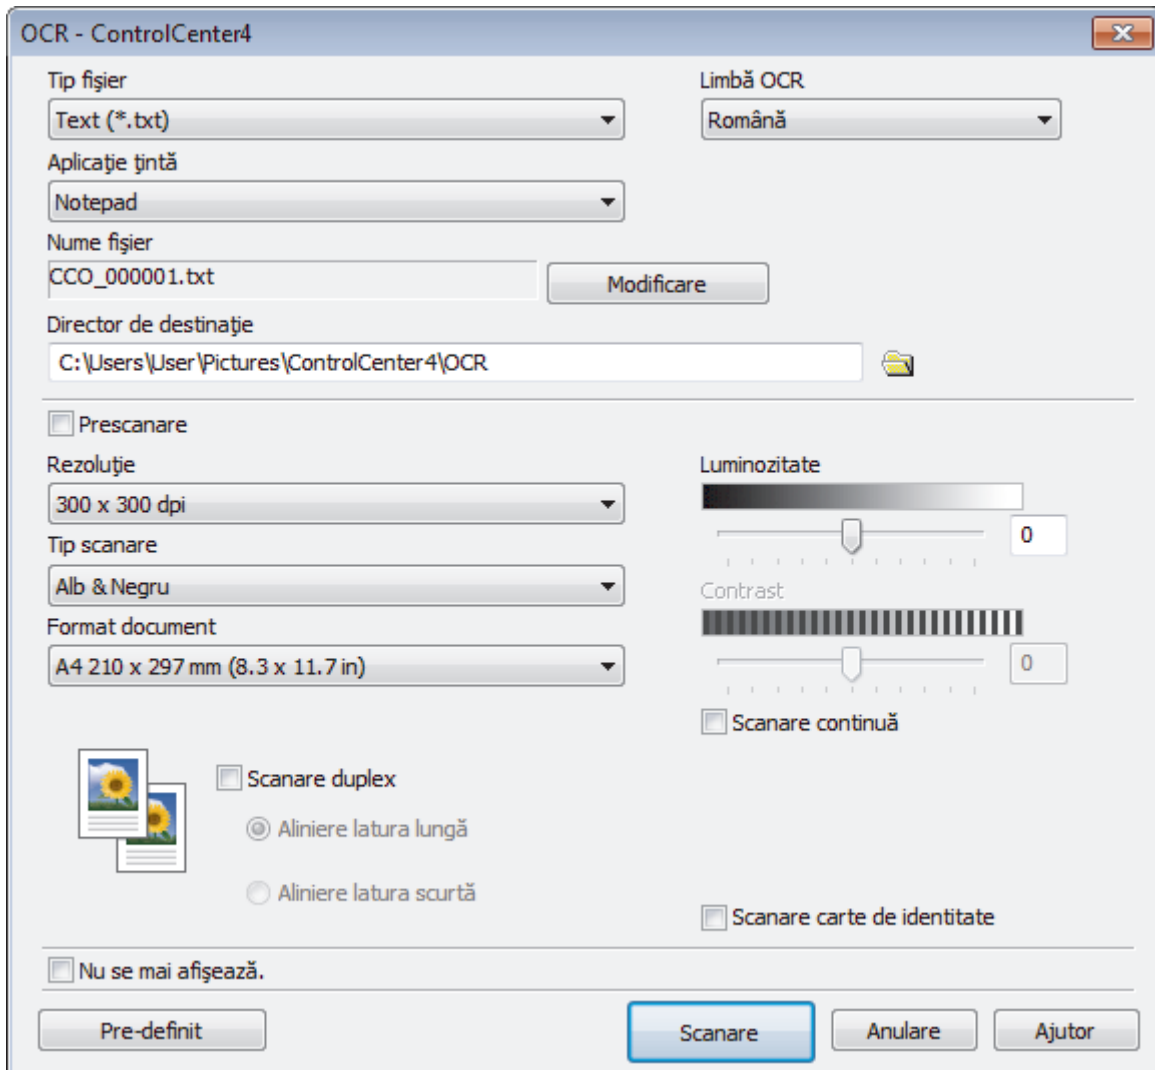 OCR - ControlCenter4
Tip fişier
Limbă OCR
Text (*.txt)
Română
Aplicaţie ţintă
Notepad
Nume fişier
CCO_000001.txt
Modificare
Director de destinaţie
C:\Users\User\Pictures\ControlCenter4\OCR
Prescanare
Rezoluţie
Luminozitate
300 x 300 dpi
0
Tip scanare
Alb & Negru
Contrast
Format document
0
A4 210 x 297 mm (8.3 x 11.7 in)
Scanare continuă
Scanare duplex
Aliniere latura lungă
Aliniere latura scurtă
Scanare carte de identitate
Nu se mai afişează.
Pre-definit
Scanare
Anulare
Ajutor